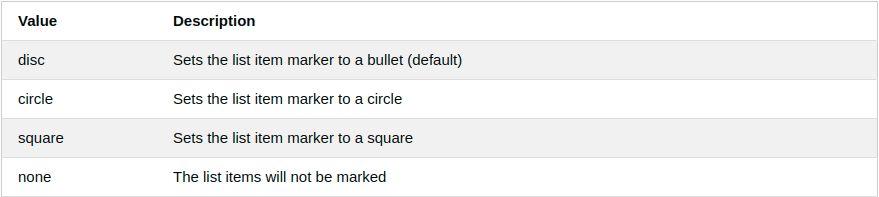 Value Description
disc Sets the list item marker to a bullet (default)
circle Sets the list item marker to a circle
square Sets the list item marker to a square
none The list items will not be marked